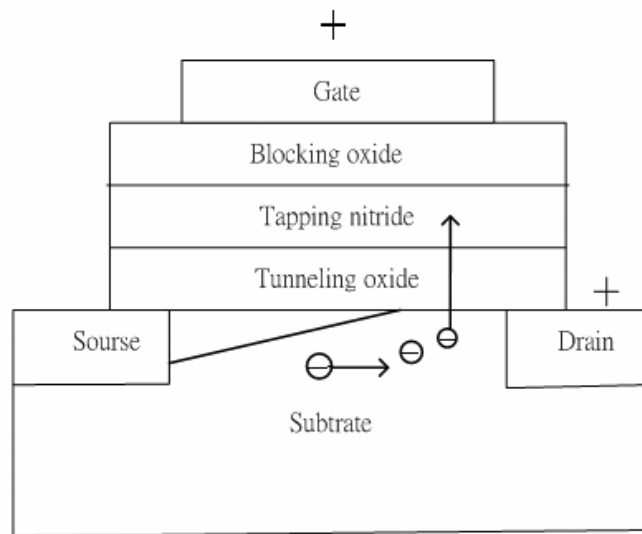 +
Gate
Blocking oxide
Tapping nitride
Tunneling oxide
+
Sourse
Drain
Subtrate